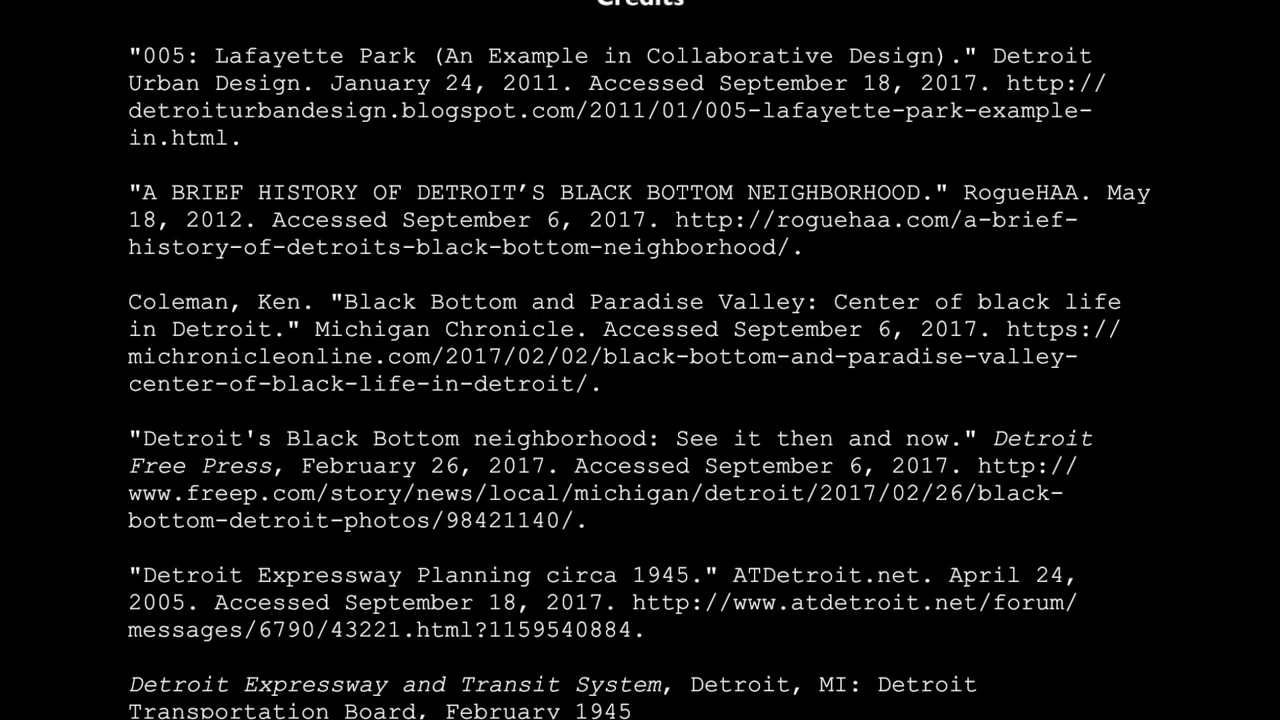 Credits
"005: Lafayette Park (An Example in Collaborative Design)." Detroit
Urban Design. January 24, 2011. Accessed September 18, 2017. http://
detroiturbandesign.blogspot.com/2011/01/005-lafayette-park-example-
in.html.
"A BRIEF HISTORY OF DETROIT’S BLACK BOTTOM NEIGHBORHOOD." RogueHAA. May
18, 2012. Accessed September 6, 2017. http://roguehaa.com/a-brief-
history-of-detroits-black-bottom-neighborhood/.
Coleman, Ken. "Black Bottom and Paradise Valley: Center of black life
in Detroit." Michigan Chronicle. Accessed September 6, 2017. https://
michronicleonline.com/2017/02/02/black-bottom-and-paradise-valley-
center-of-black-life-in-detroit/.
"Detroit's Black Bottom neighborhood: See it then and now." Detroit
Free Press, February 26, 2017. Accessed September 6, 2017. http://
www.freep.com/story/news/local/michigan/detroit/2017/02/26/black-
bottom-detroit-photos/98421140/.
"Detroit Expressway Planning circa 1945." ATDetroit.net. April 24,
2005. Accessed September 18, 2017. http://www.atdetroit.net/forum/
messages/6790/43221.html?1159540884.
Detroit Expressway and Transit System, Detroit, MI: Detroit
Transportation Board, February 1945